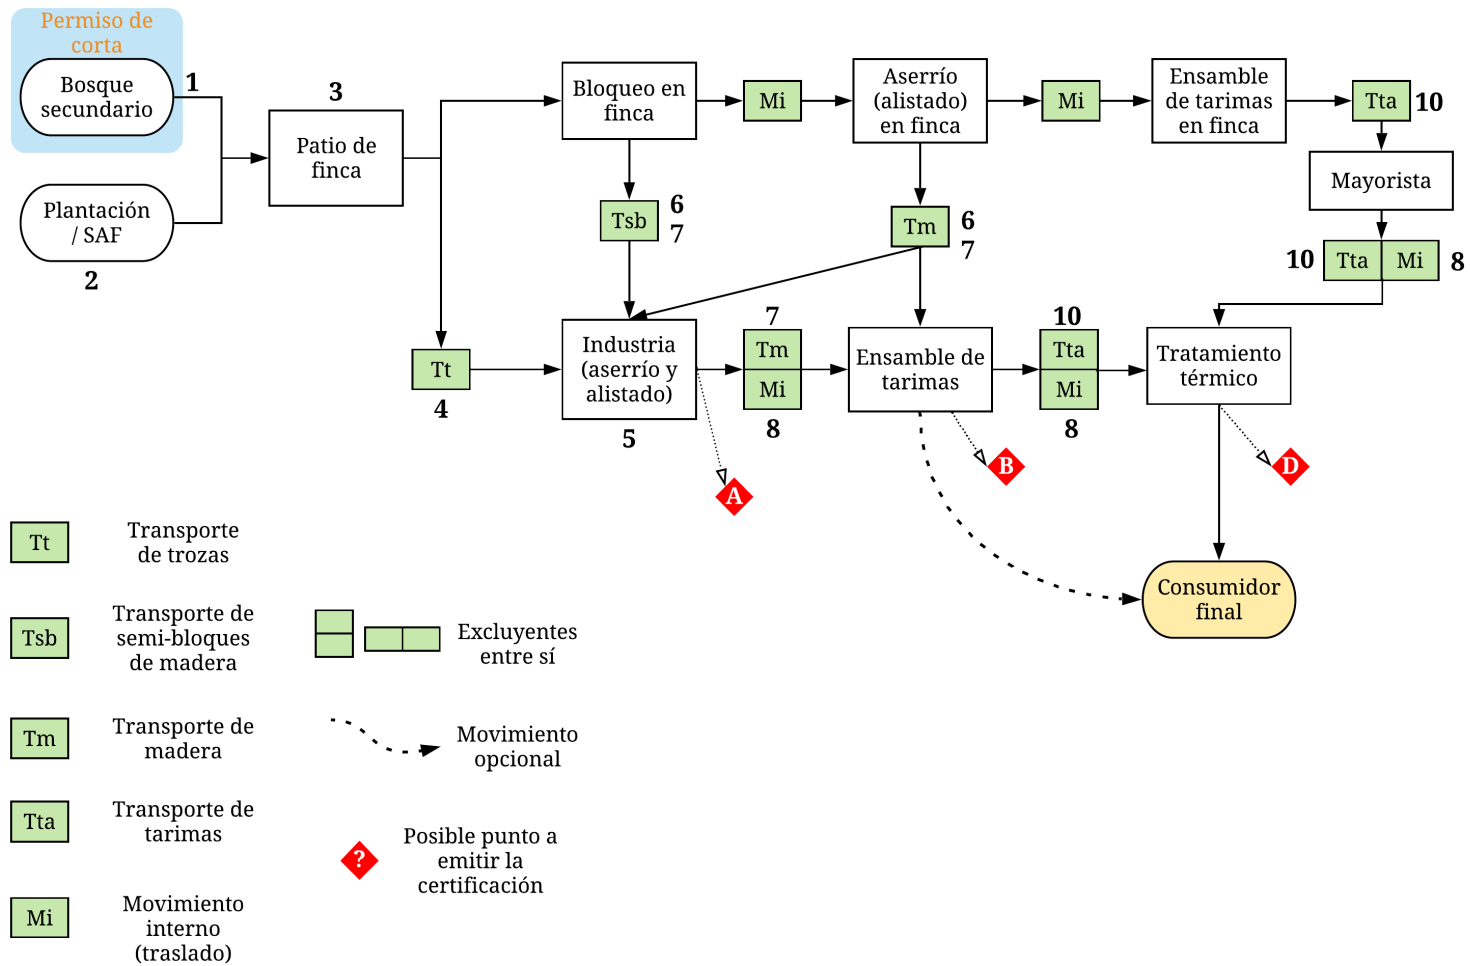 Permiso de
corta
Bosque
secundario
1
Plantación
/ SAF
2
3
Patio de
finca
Bloqueo en
finca
Mi
Aserrío
(alistado)
en finca
Mi
Ensamble
de tarimas
en finca
Tta
10
Mayorista
Tsb
6
7
Tm
6
7
10
Tta
Mi
8
Tt
4
Industria
(aserrío y
alistado)
5
7
Tm
Mi
8
Ensamble de
tarimas
10
Tta
Mi
8
Tratamiento
térmico
A
B
D
Consumidor
final
Tt
Transporte
de trozas
Tsb
Transporte de
semi-bloques
de madera
Excluyentes
entre sí
Tm
Transporte de
madera
Movimiento
opcional
Tta
Transporte de
tarimas
?
Posible punto a
emitir la
certificación
Mi
Movimiento
interno
(traslado)